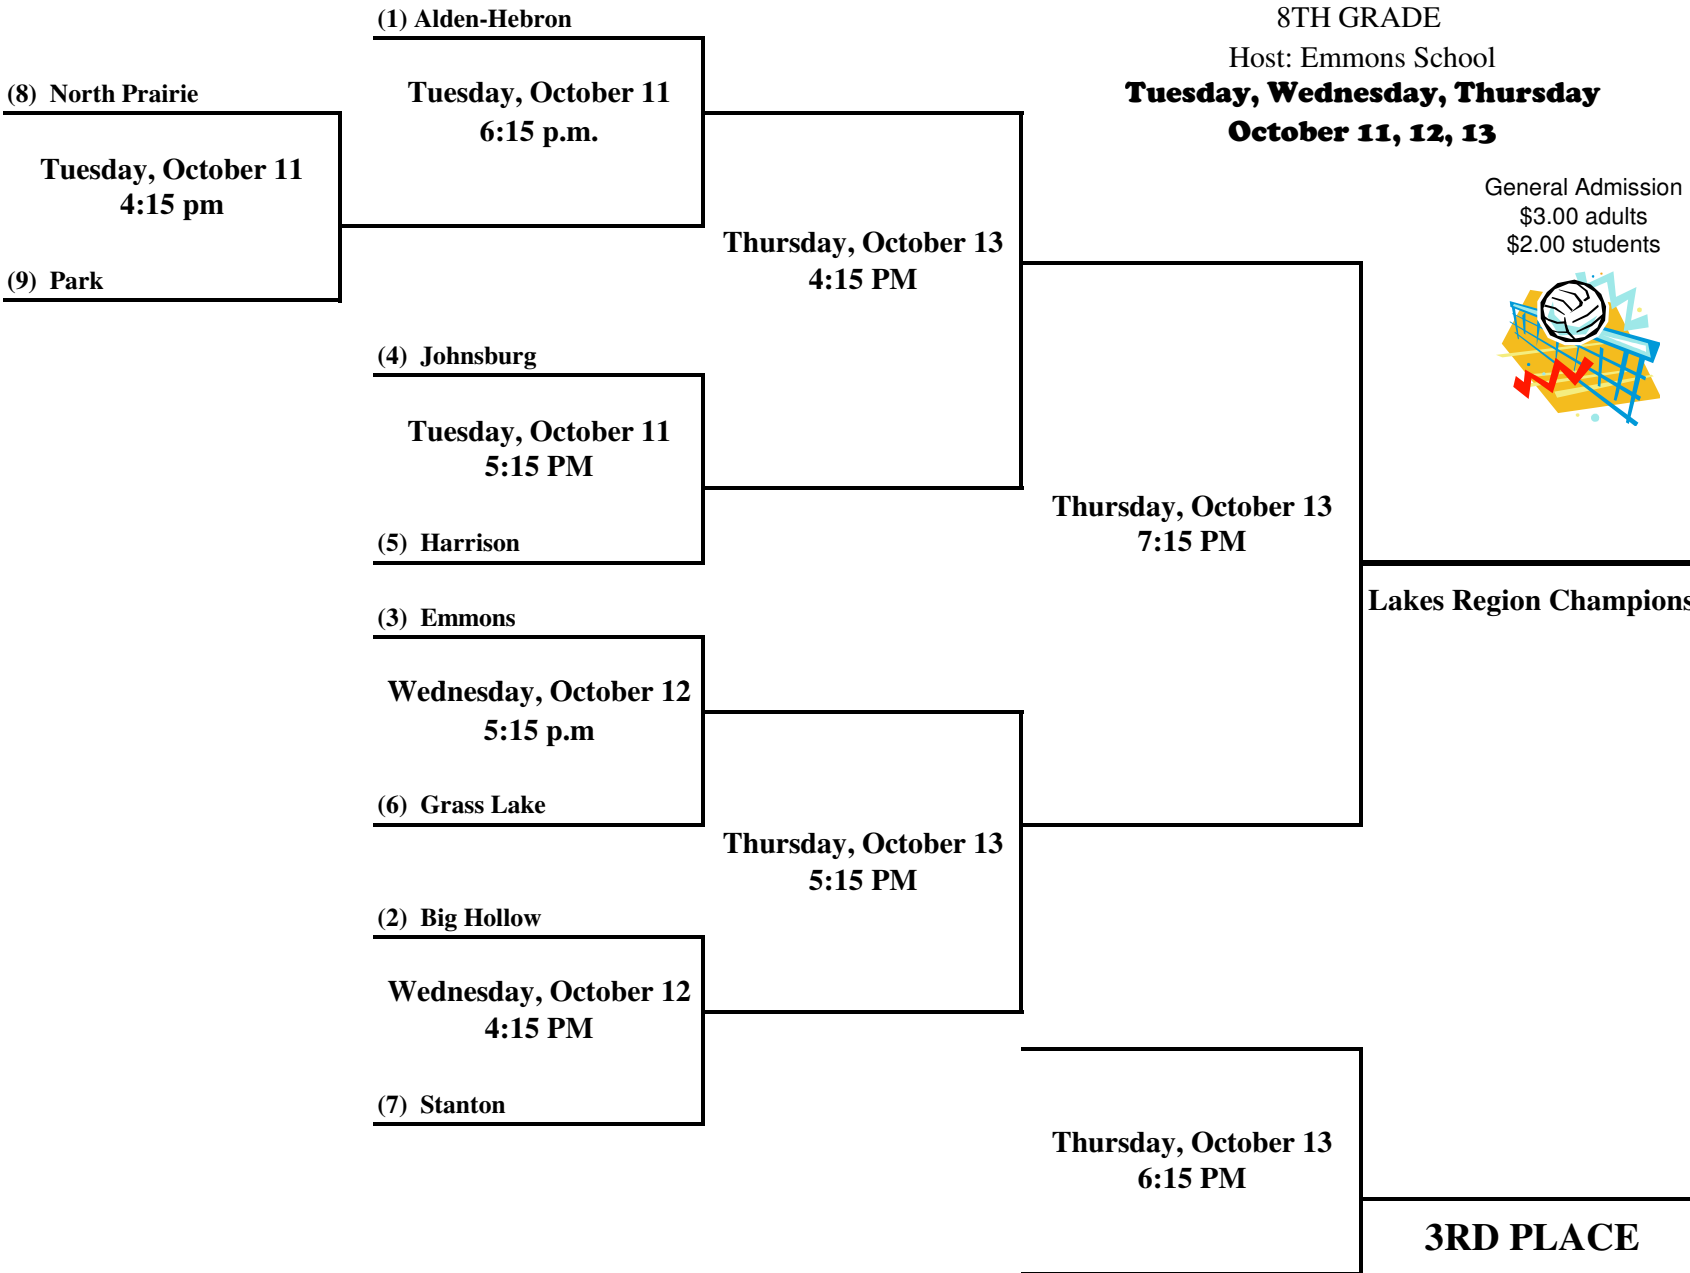 (1) Alden-Hebron
8TH GRADE
Host: Emmons School
(8) North Prairie
Tuesday, October 11
6:15 p.m.
Tuesday, Wednesday, Thursday
October 11, 12, 13
Tuesday, October 11
4:15 pm
General Admission
$3.00 adults
$2.00 students
(9) Park
Thursday, October 13
4:15 PM
(4) Johnsburg
Tuesday, October 11
5:15 PM
(5) Harrison
Thursday, October 13
7:15 PM
Lakes Region Champions
(3) Emmons
Wednesday, October 12
5:15 p.m
(6) Grass Lake
Thursday, October 13
5:15 PM
(2) Big Hollow
Wednesday, October 12
4:15 PM
(7) Stanton
Thursday, October 13
6:15 PM
3RD PLACE